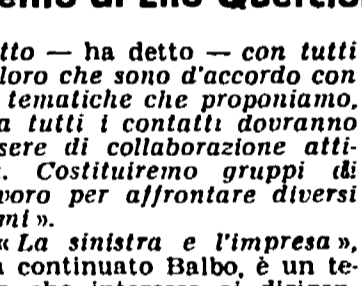 tto — ha detto — con tutti
loro che sono d'accordo con
tematiche che proponiamo,
a tutti i contatti dovranno
sere di collaborazione atti-
. Costituiremo gruppi di
voro per affrontare diversi
mi».
«La sinistra e l'impresa»,
continuato Balbo, è un te-